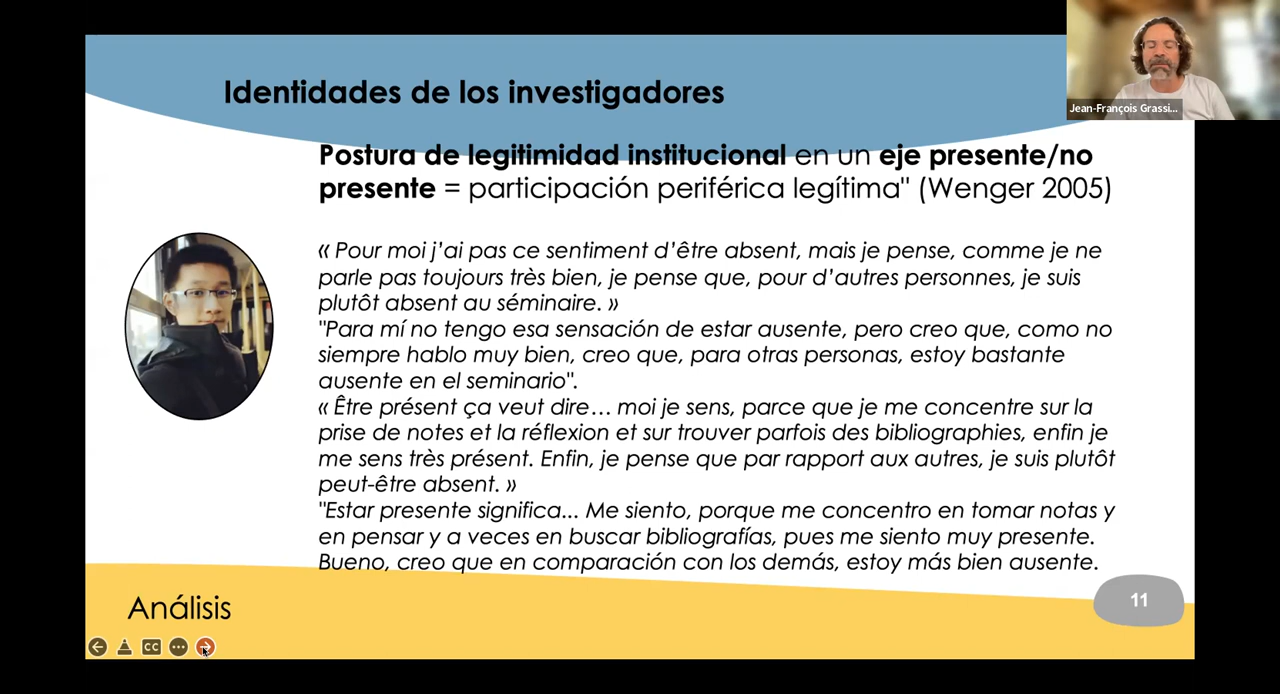 Jean-François Grassi...
Identidades de los investigadores
Postura de legitimidad institucional en un eje presente/no
presente = participación periférica legítima" (Wenger 2005)
« Pour moi j'ai pas ce sentiment d'être absent, mais je pense, comme je ne
parle pas toujours très bien, je pense que, pour d'autres personnes, je suis
plutôt absent au séminaire. »
"Para mí no tengo esa sensación de estar ausente, pero creo que, como no
siempre hablo muy bien, creo que, para otras personas, estoy bastante
ausente en el seminario".
« Être présent ça veut dire… moi je sens, parce que je me concentre sur la
prise de notes et la réflexion et sur trouver parfois des bibliographies, enfin je
me sens très présent. Enfin, je pense que par rapport aux autres, je suis plutôt
peut-être absent. »
"Estar presente significa... Me siento, porque me concentro en tomar notas y
en pensar y a veces en buscar bibliografías, pues me siento muy presente.
Bueno, creo que en comparación con los demás, estoy más bien ausente.
Análisis
11
CC